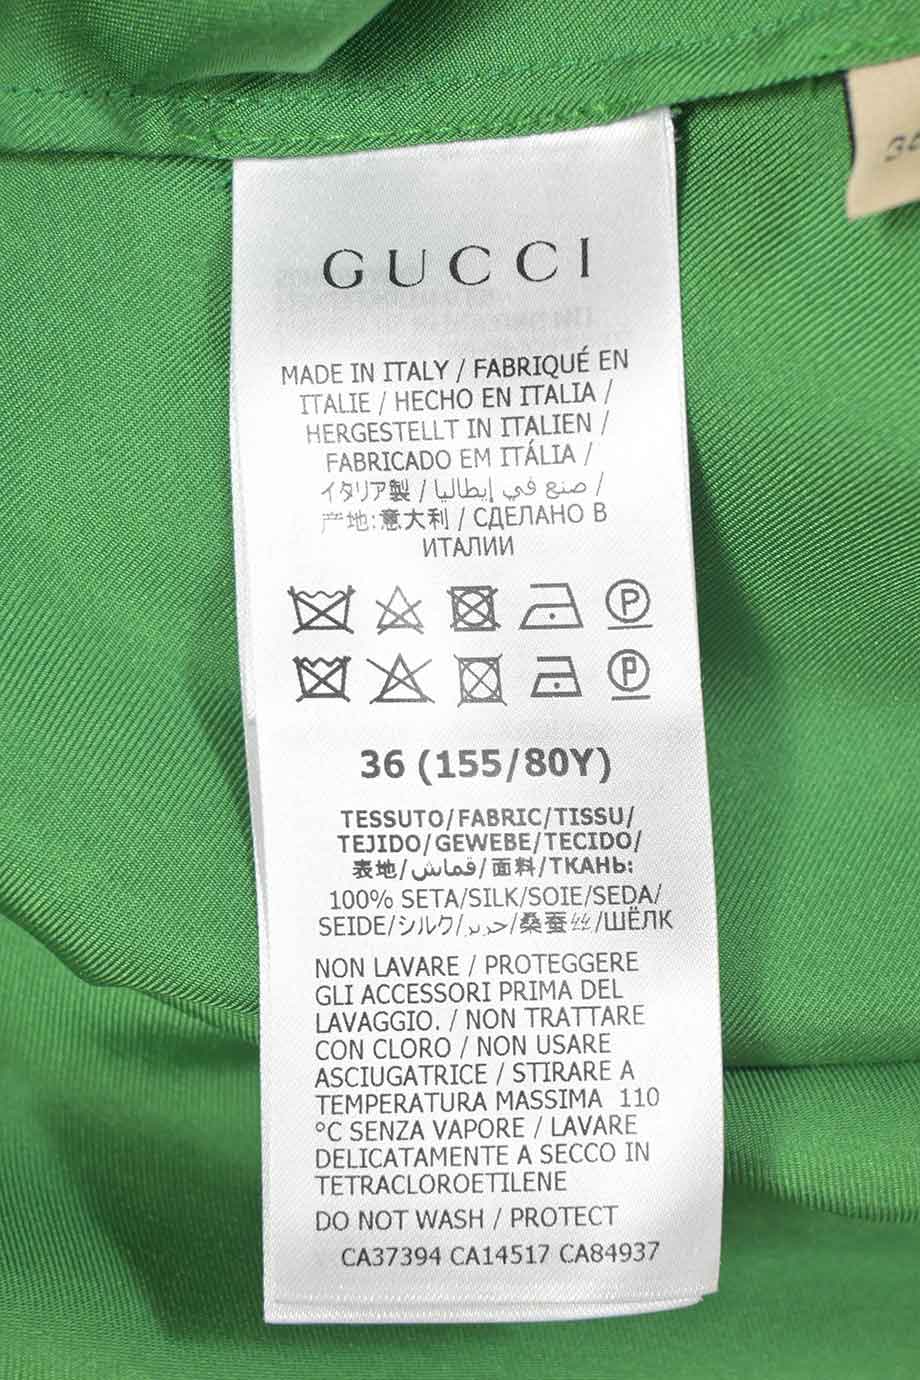 GUCCI
MADE IN ITALY / FABRIQUÉ EN
ITALIE / HECHO EN ITALIA /
HERGESTELLT IN ITALIEN /
FABRICADO EM ITÁLIA /
イタリア製 / صنع في إيطاليا /
产地:意大利 / СДЕЛАНО В
ИТАЛИИ
P
P
36 (155/80Y)
TESSUTO/FABRIC/TISSU/
TEJIDO/GEWEBE/TECIDO/
表地/قماش/面料/ТКАНЬ:
100% SETA/SILK/SOIE/SEDA/
SEIDE/シルク/حرير/桑蚕丝/ШЁЛК
NON LAVARE / PROTEGGERE
GLI ACCESSORI PRIMA DEL
LAVAGGIO. / NON TRATTARE
CON CLORO / NON USARE
ASCIUGATRICE / STIRARE A
TEMPERATURA MASSIMA 110
°C SENZA VAPORE / LAVARE
DELICATAMENTE A SECCO IN
TETRACLOROETILENE
DO NOT WASH / PROTECT
CA37394 CA14517 CA84937